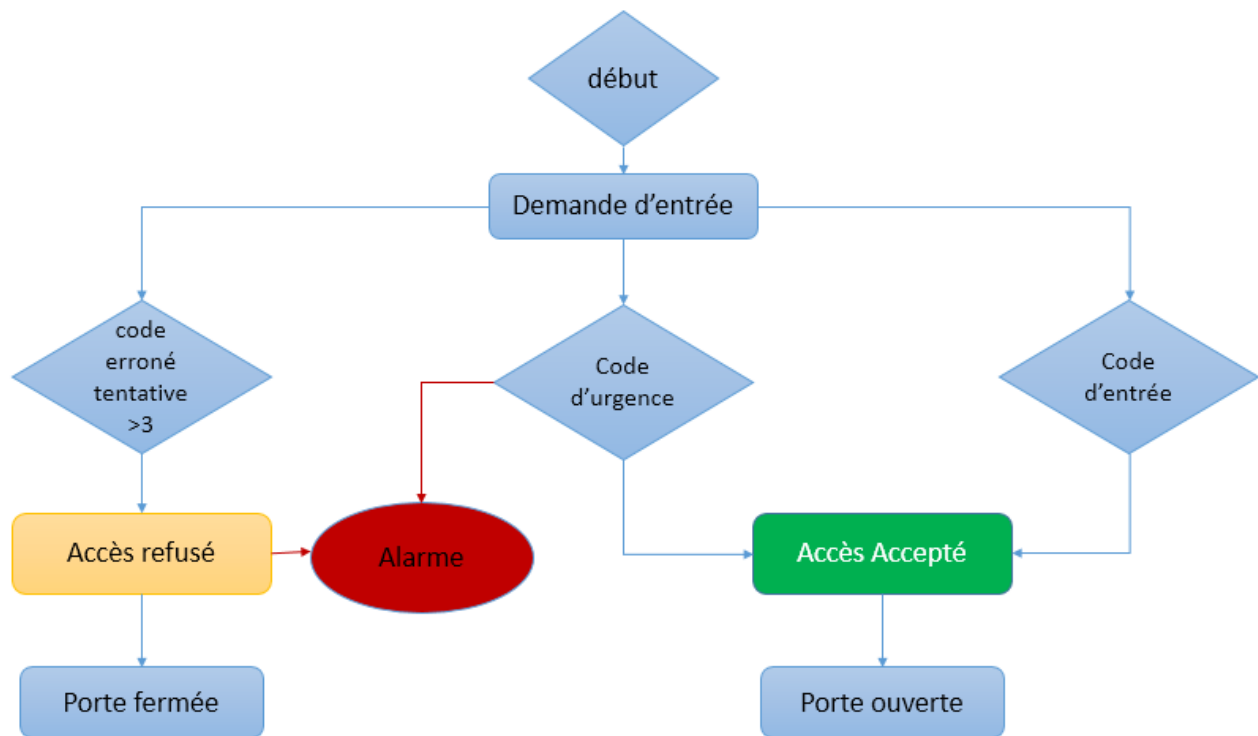 début
Demande d’entrée
code
erroné
tentative
>3
Code
d’urgence
Code
d’entrée
Accès refusé
Alarme
Accès Accepté
Porte fermée
Porte ouverte